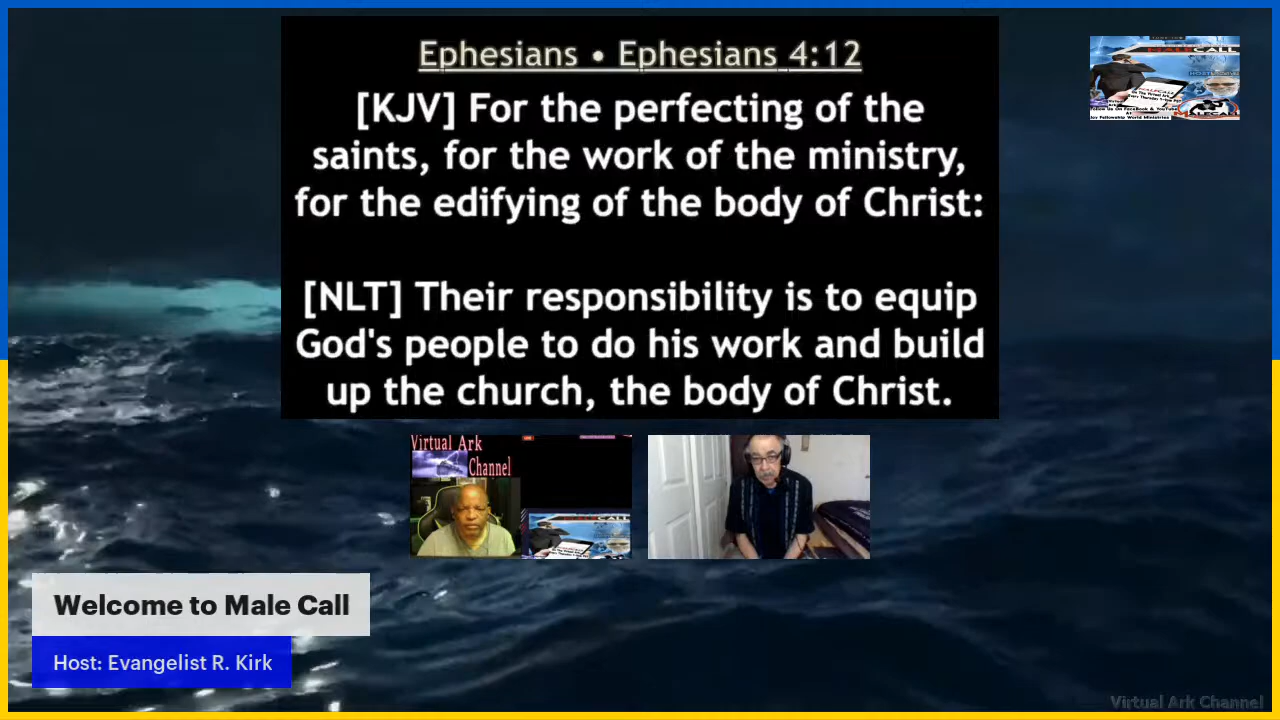 Ephesians • Ephesians 4:12
[KJV] For the perfecting of the
saints, for the work of the ministry,
for the edifying of the body of Christ:
[NLT] Their responsibility is to equip
God's people to do his work and build
up the church, the body of Christ.
MALECALL
Virtual Ark
Channel
Welcome to Male Call
Host: Evangelist R. Kirk
Virtual Ark Channel